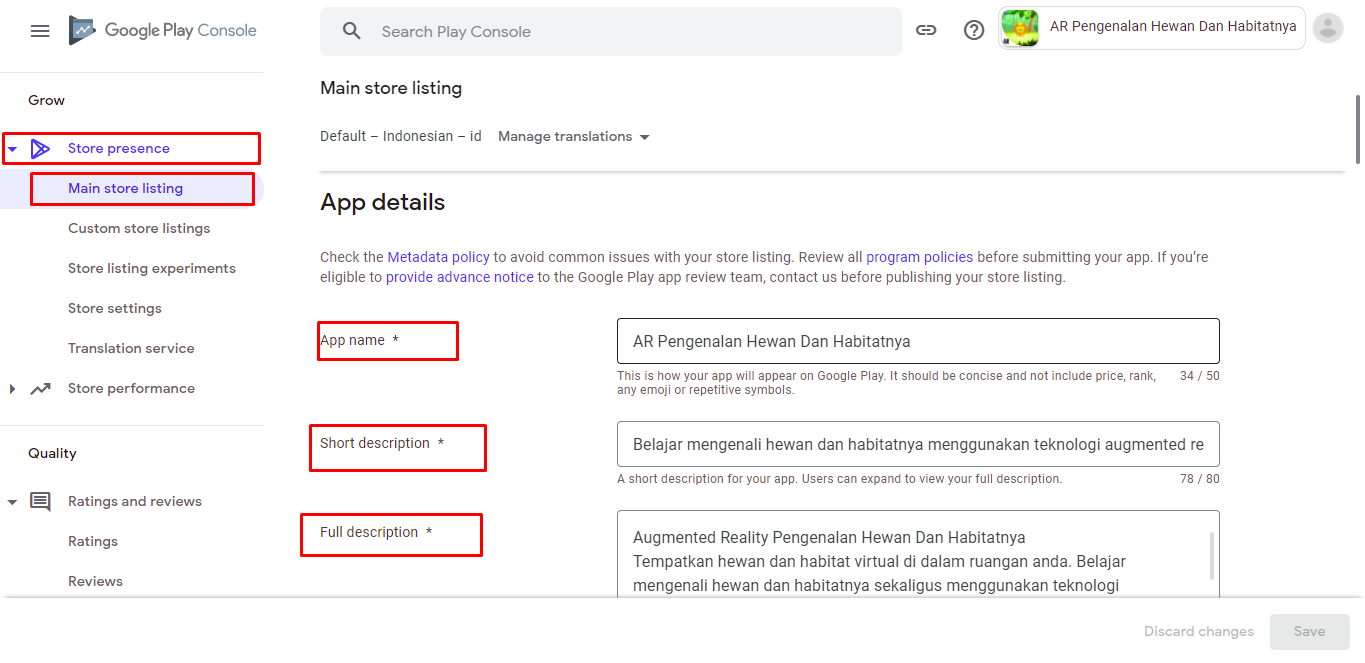 Google Play Console
Search Play Console
AR Pengenalan Hewan Dan Habitatnya
Grow
Store presence
Main store listing
Custom store listings
Store listing experiments
Store settings
Translation service
Store performance
Quality
Ratings and reviews
Ratings
Reviews
Main store listing
Default – Indonesian – id Manage translations
App details
Check the Metadata policy to avoid common issues with your store listing. Review all program policies before submitting your app. If you're
eligible to provide advance notice to the Google Play app review team, contact us before publishing your store listing.
App name *
AR Pengenalan Hewan Dan Habitatnya
This is how your app will appear on Google Play. It should be concise and not include price, rank, 34 / 50
any emoji or repetitive symbols.
Short description *
Belajar mengenali hewan dan habitatnya menggunakan teknologi augmented re
A short description for your app. Users can expand to view your full description. 78 / 80
Full description *
Augmented Reality Pengenalan Hewan Dan Habitatnya
Tempatkan hewan dan habitat virtual di dalam ruangan anda. Belajar
mengenali hewan dan habitatnya sekaligus menggunakan teknologi
Discard changes Save